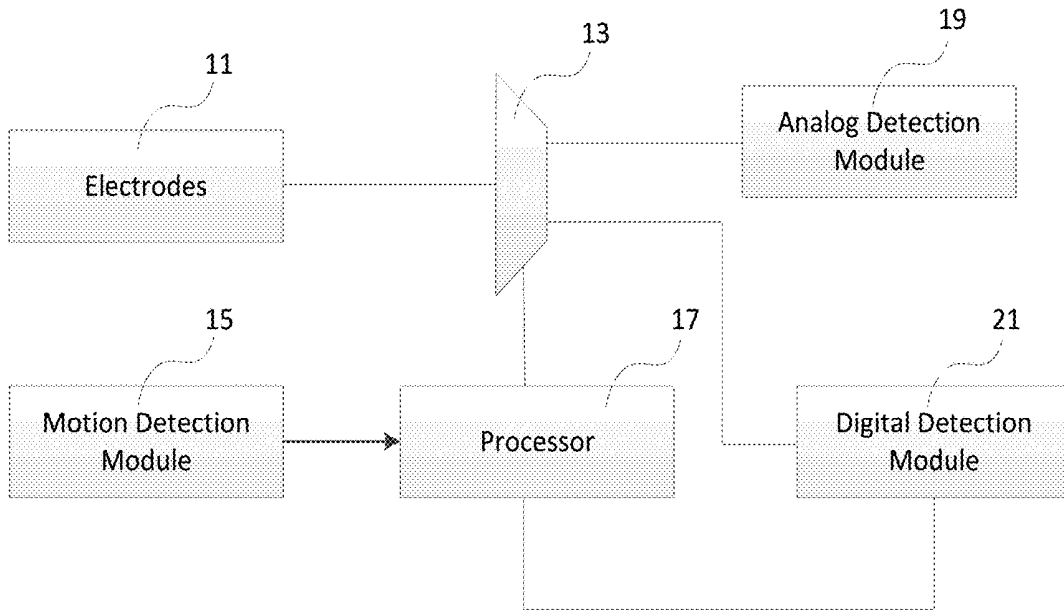 11
13
19
Electrodes
Analog Detection
Module
15
17
21
Motion Detection
Module
Processor
Digital Detection
Module